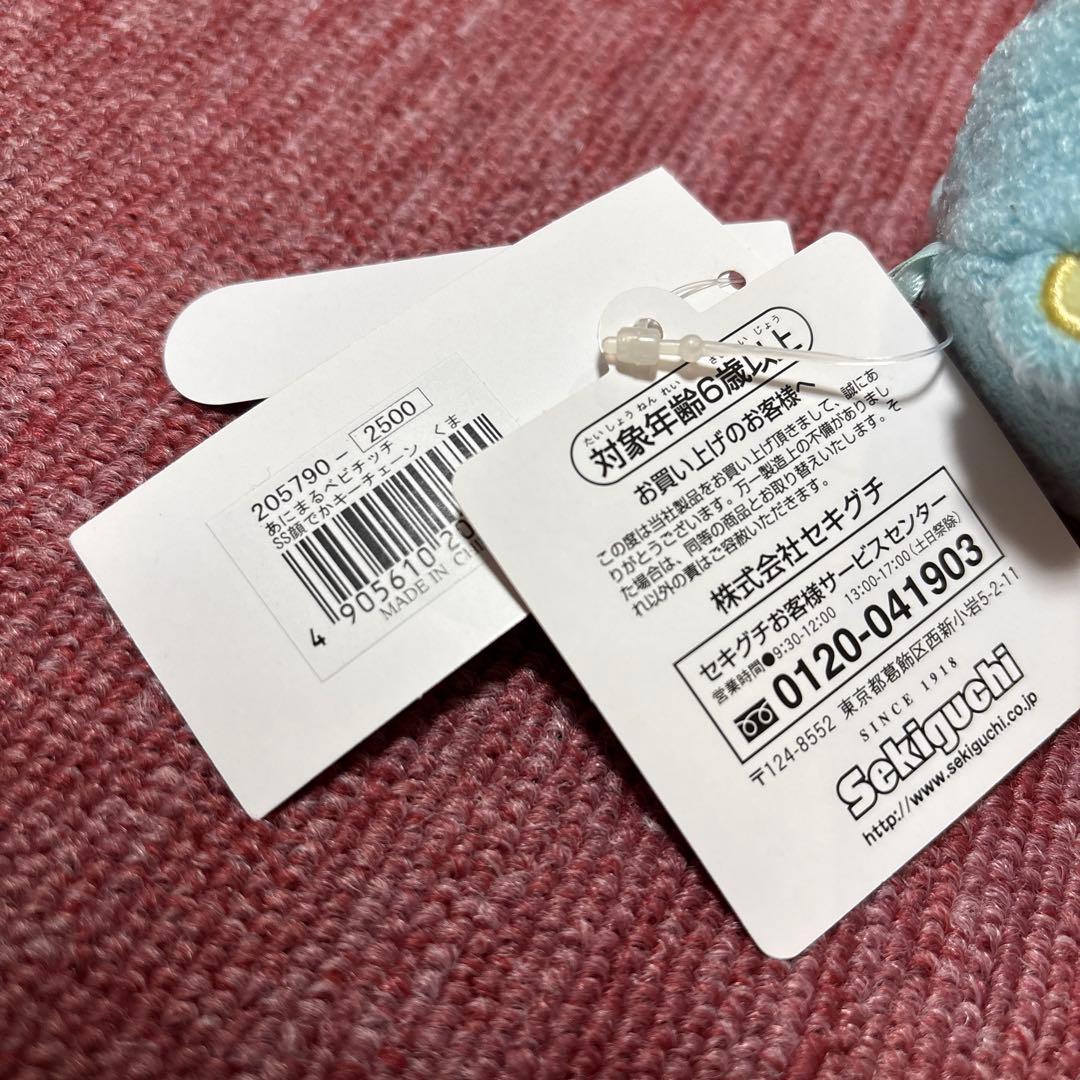 205790- 2500
あにまるベビチッチ くま
SS顔でかキーチェーン
4 905610 20
MADE IN CHI
たいしょう ねん れい さい い じょう
対象年齢6歳以上
お買い上げのお客様へ
この度は当社製品をお買い上げ頂きまして、誠にあ
りがとうございます。万一製造上の不備がありまし
た場合は、同等の商品とお取替えいたします。そ
れ以外の責はご容赦いただきます。
株式会社セキグチ
セキグチお客様サービスセンター
営業時間●9:30-12:00 13:00-17:00(土日祭除)
0120-041903
〒124-8552 東京都葛飾区西新小岩5-2-11
SINCE 1918
Sekiguchi
http://www.sekiguchi.co.jp